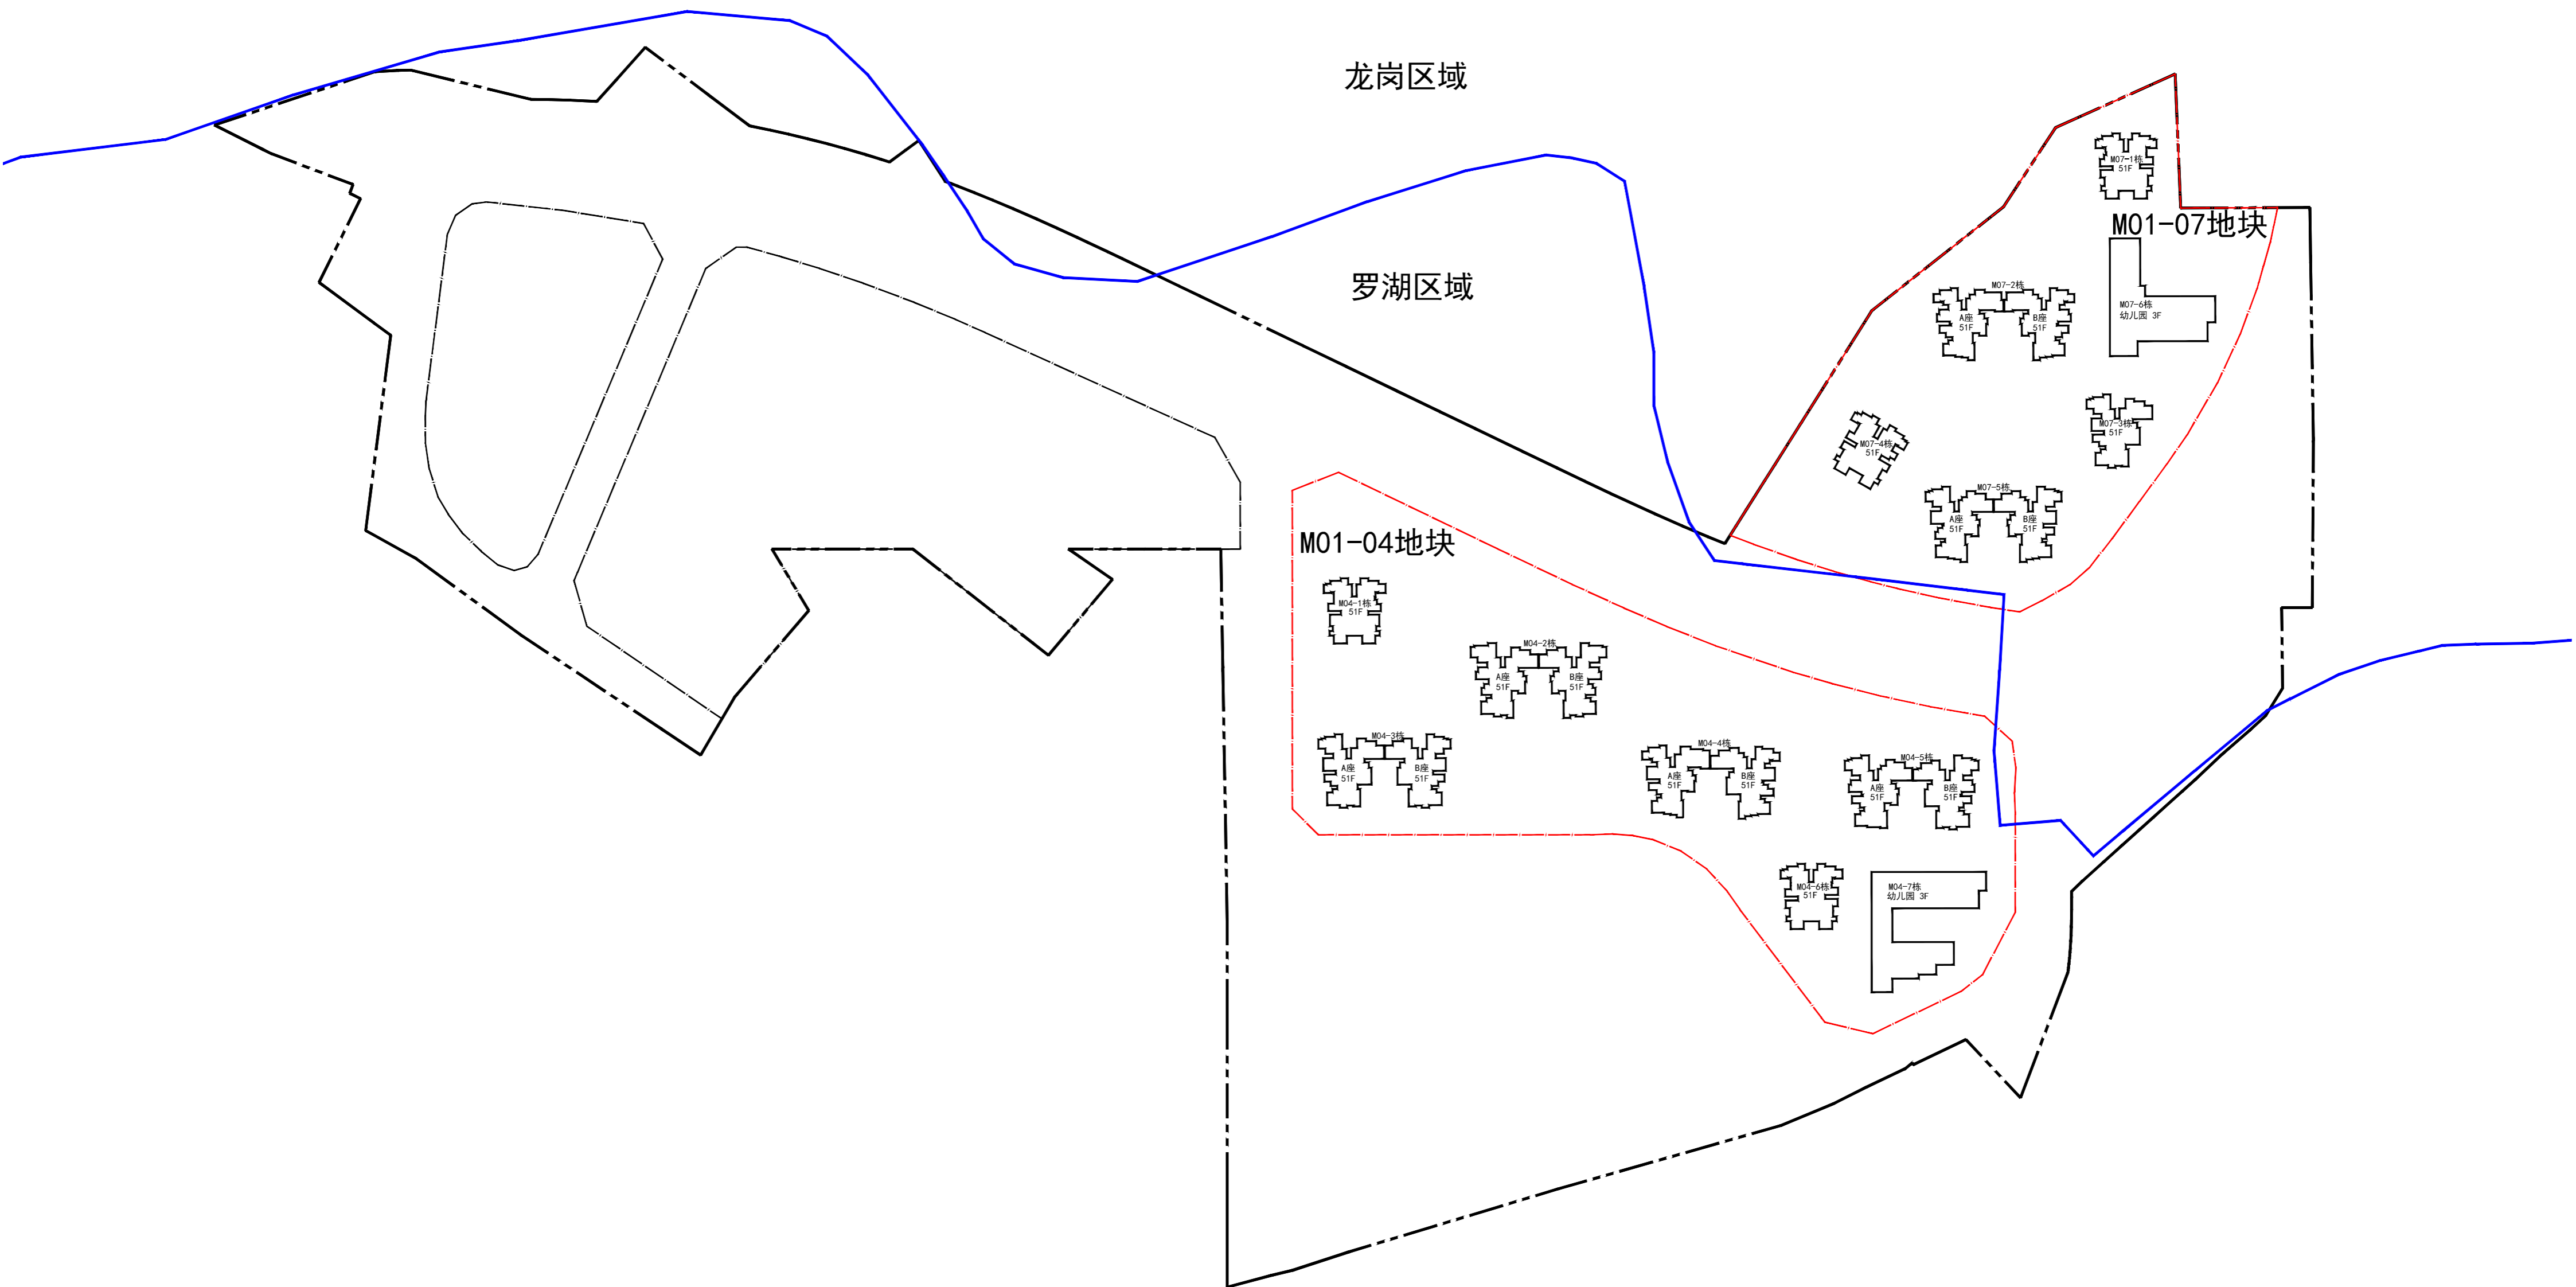 龙岗区域
罗湖区域
M01-07地块
M07-1栋
51F
M07-2栋
A座
51F
B座
51F
M07-6栋
幼儿园 3F
M07-3栋
51F
M07-4栋
51F
M07-5栋
A座
51F
B座
51F
M01-04地块
M04-1栋
51F
M04-2栋
A座
51F
B座
51F
M04-3栋
A座
51F
B座
51F
M04-4栋
A座
51F
B座
51F
M04-5栋
A座
51F
B座
51F
M04-6栋
51F
M04-7栋
幼儿园 3F